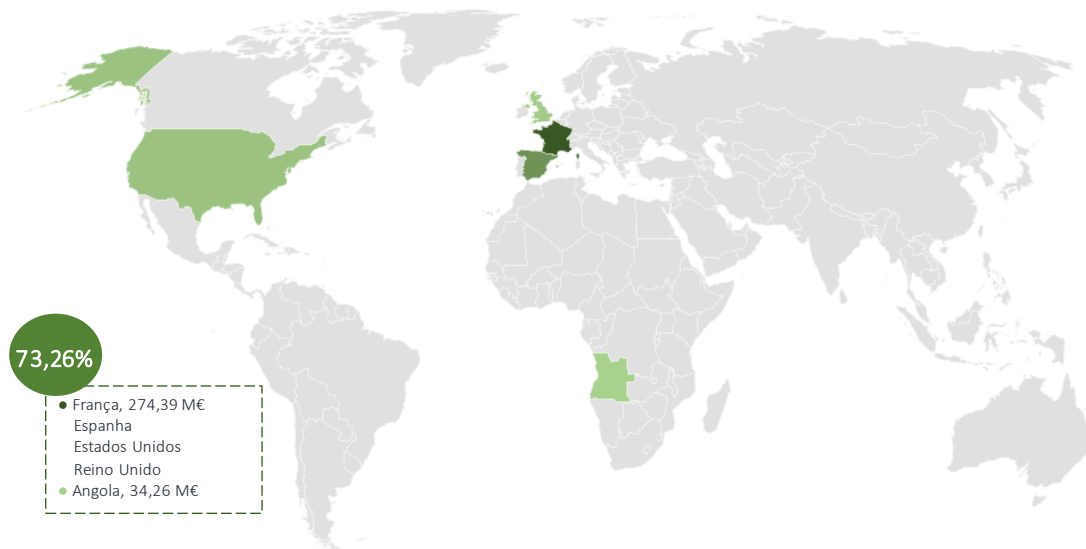 73,26%
França, 274,39 M€
Espanha
Estados Unidos
Reino Unido
Angola, 34,26 M€